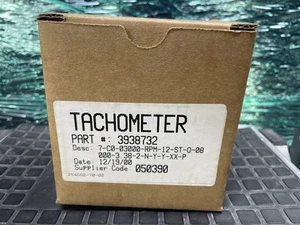 TACHOMETER
PART #: 3938732
Desc: 7-C0-03000-RPM-12-ST-O-08
000-3.38-2-N-Y-Y-XX-P
Date: 12/19/00
Supplier Code: 050390